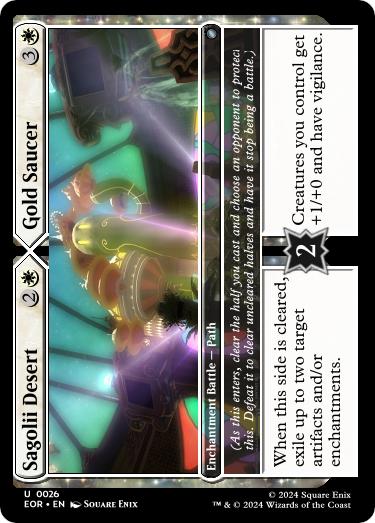 Sagolii Desert 2
Gold Saucer 3
Enchantment Battle — Path
(As this enters, clear the half you cast and choose an opponent to protect
this. Defeat it to clear uncleared halves and have it stop being a battle.)
When this side is cleared,
exile up to two target
artifacts and/or
enchantments.
2
Creatures you control get
+1/+0 and have vigilance.
U 0026
EOR • EN SQUARE ENIX
© 2024 Square Enix
™ & © 2024 Wizards of the Coast